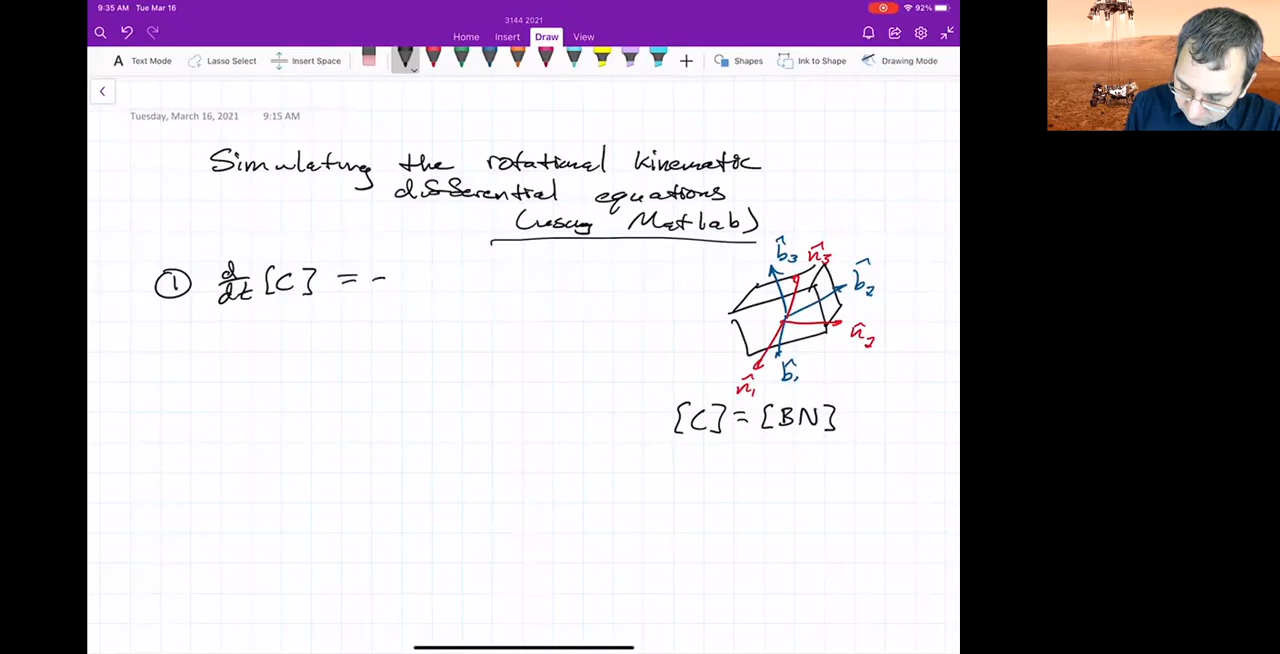 9:35 AM Tue Mar 16
92%
3144 2021
Home Insert Draw View
Text Mode Lasso Select Insert Space Shapes Ink to Shape Drawing Mode
Tuesday, March 16, 2021 9:15 AM
Simulating the rotational kinematic
differential equations
(using Matlab)
① d/dt [C] = -
b̂3 n̂3
b̂2
n̂2
n̂1 b̂1
[C] = [BN]